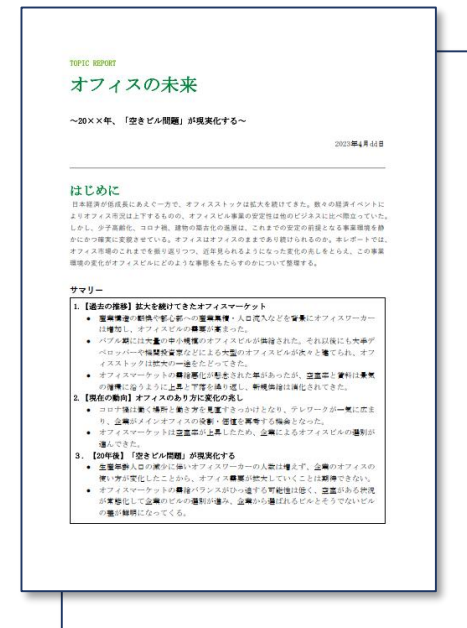 TOPIC REPORT
オフィスの未来
～20××年、「空きビル問題」が現実化する～
2023年4月dd日
はじめに
日本経済が低成長にあえぐ一方で、オフィスストックは拡大を続けてきた。数々の経済イベントに
よりオフィス市況は上下するものの、オフィスビル事業の安定性は他のビジネスに比べ際立っていた。
しかし、少子高齢化、コロナ禍、建物の築古化の進展は、これまでの安定の前提となる事業環境を静
かにかつ確実に変貌させている。オフィスはオフィスのままであり続けられるのか。本レポートでは、
オフィス市場のこれまでを振り返りつつ、近年見られるようになった変化の兆しをとらえ、この事業
環境の変化がオフィスビルにどのような事態をもたらすのかについて整理する。
サマリー
1.【過去の推移】拡大を続けてきたオフィスマーケット
● 産業構造の転換や都心部への産業集積・人口流入などを背景にオフィスワーカー
は増加し、オフィスビルの需要が高まった。
● バブル期には大量の中小規模のオフィスビルが供給された。それ以後にも大手デ
ベロッパーや機関投資家などによる大型のオフィスビルが次々と建てられ、オフ
ィスストックは拡大の一途をたどってきた。
● オフィスマーケットの需給悪化が懸念された年があったが、空室率と賃料は景気
の循環に沿うように上昇と下落を繰り返し、新規供給は消化されてきた。
2.【現在の動向】オフィスのあり方に変化の兆し
● コロナ禍は働く場所と働き方を見直すきっかけとなり、テレワークが一気に広ま
り、企業がメインオフィスの役割・価値を再考する機会となった。
● オフィスマーケットは空室率が上昇したため、企業によるオフィスビルの選別が
進んできた。
3.【20年後】「空きビル問題」が現実化する
● 生産年齢人口の減少に伴いオフィスワーカーの人数は増えず、企業のオフィスの
使い方が変化したことから、オフィス需要が拡大していくことは期待できない。
● オフィスマーケットの需給バランスがひっ迫する可能性は低く、空室がある状況
が常態化して企業のビルの選別が進み、企業から選ばれるビルとそうでないビル
の差が鮮明になってくる。